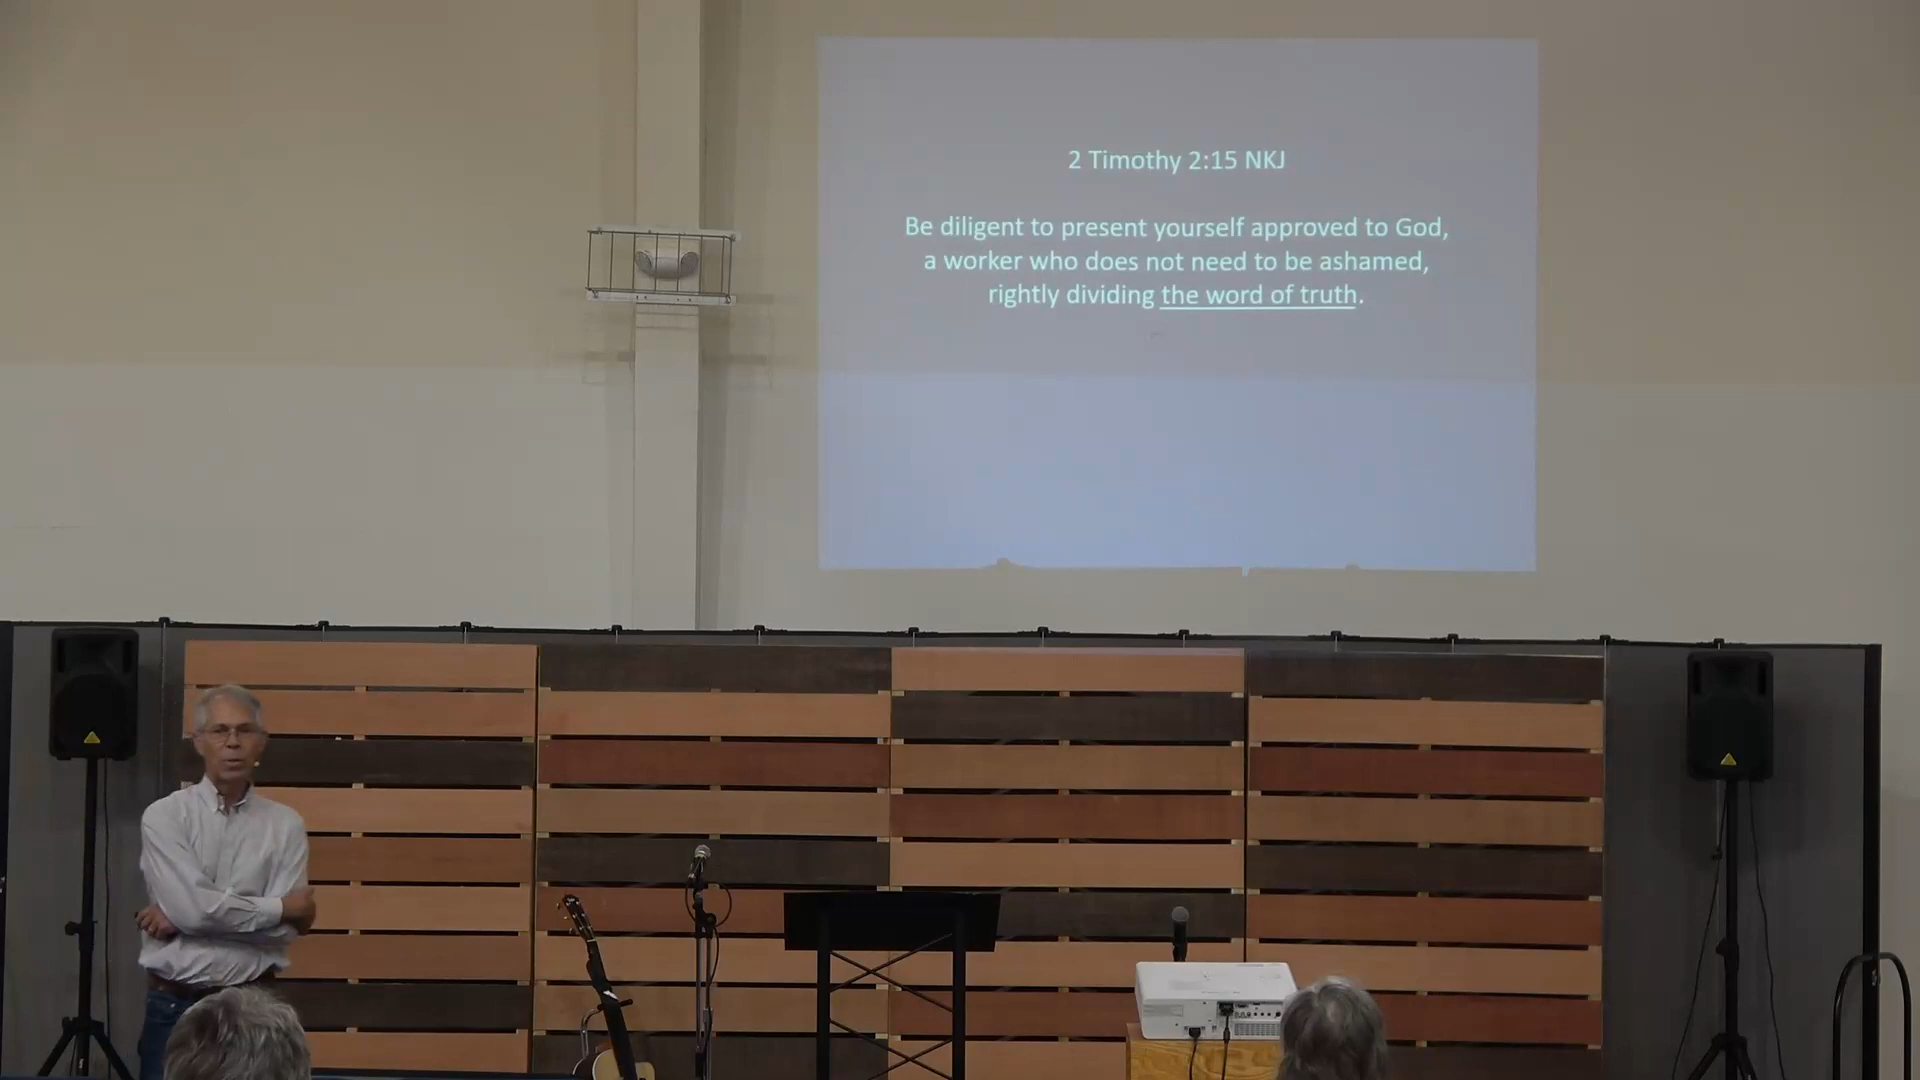 2 Timothy 2:15 NKJ
Be diligent to present yourself approved to God,
a worker who does not need to be ashamed,
rightly dividing the word of truth.